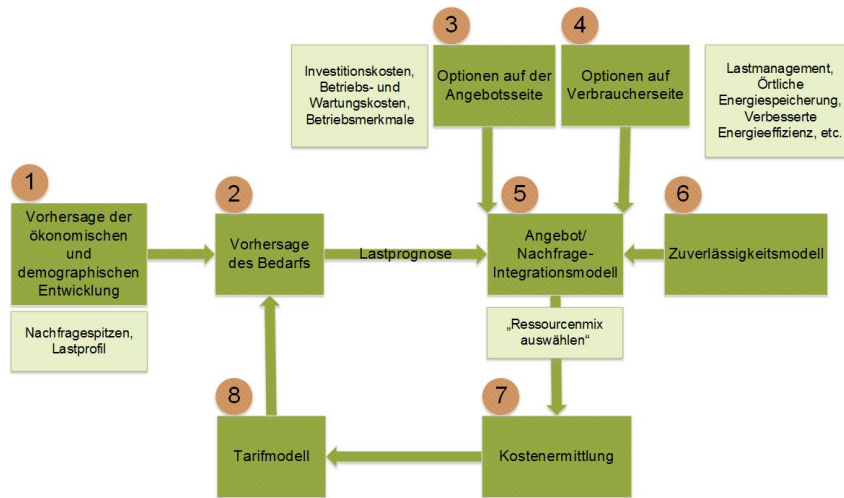 3
4
Investitionskosten,
Betriebs- und
Wartungskosten,
Betriebsmerkmale
Optionen auf der
Angebotsseite
Optionen auf
Verbraucherseite
Lastmanagement,
Örtliche
Energiespeicherung,
Verbesserte
Energieeffizienz, etc.
1
Vorhersage der
ökonomischen
und
demographischen
Entwicklung
Nachfragespitzen,
Lastprofil
2
Vorhersage
des Bedarfs
Lastprognose
5
Angebot/
Nachfrage-
Integrationsmodell
6
Zuverlässigkeitsmodell
„Ressourcenmix
auswählen“
8
Tarifmodell
7
Kostenermittlung